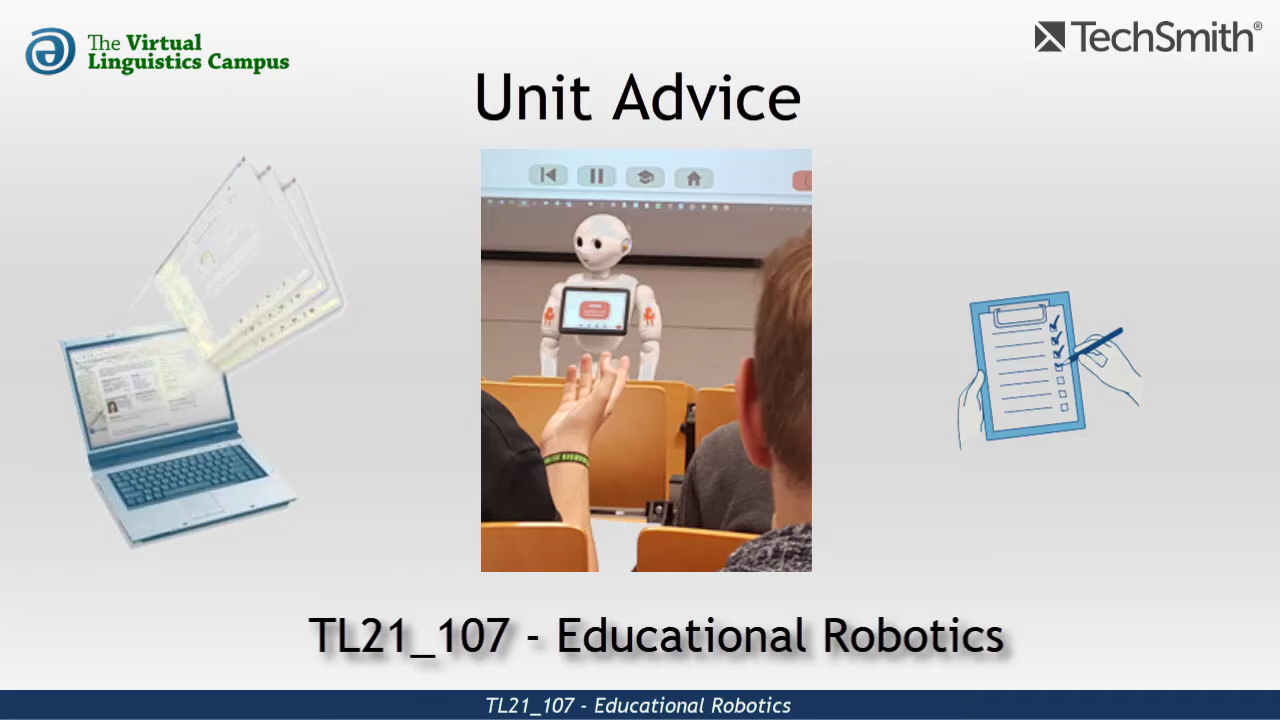 The Virtual
Linguistics Campus
TechSmith®
Unit Advice
TL21_107 - Educational Robotics
TL21_107 - Educational Robotics